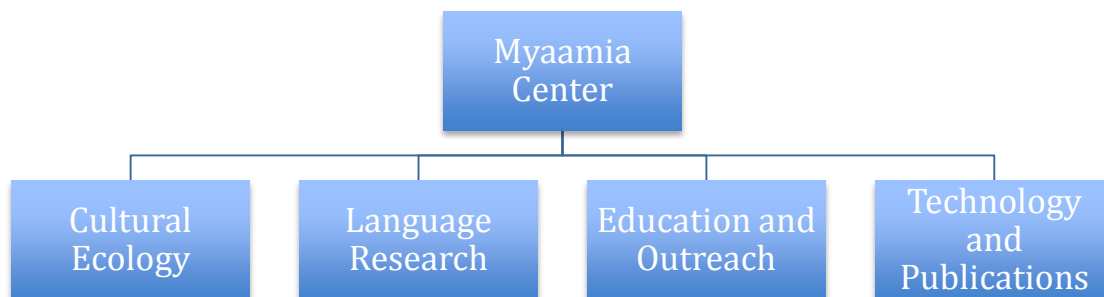 Myaamia
Center
Cultural
Ecology
Language
Research
Education and
Outreach
Technology
and
Publications